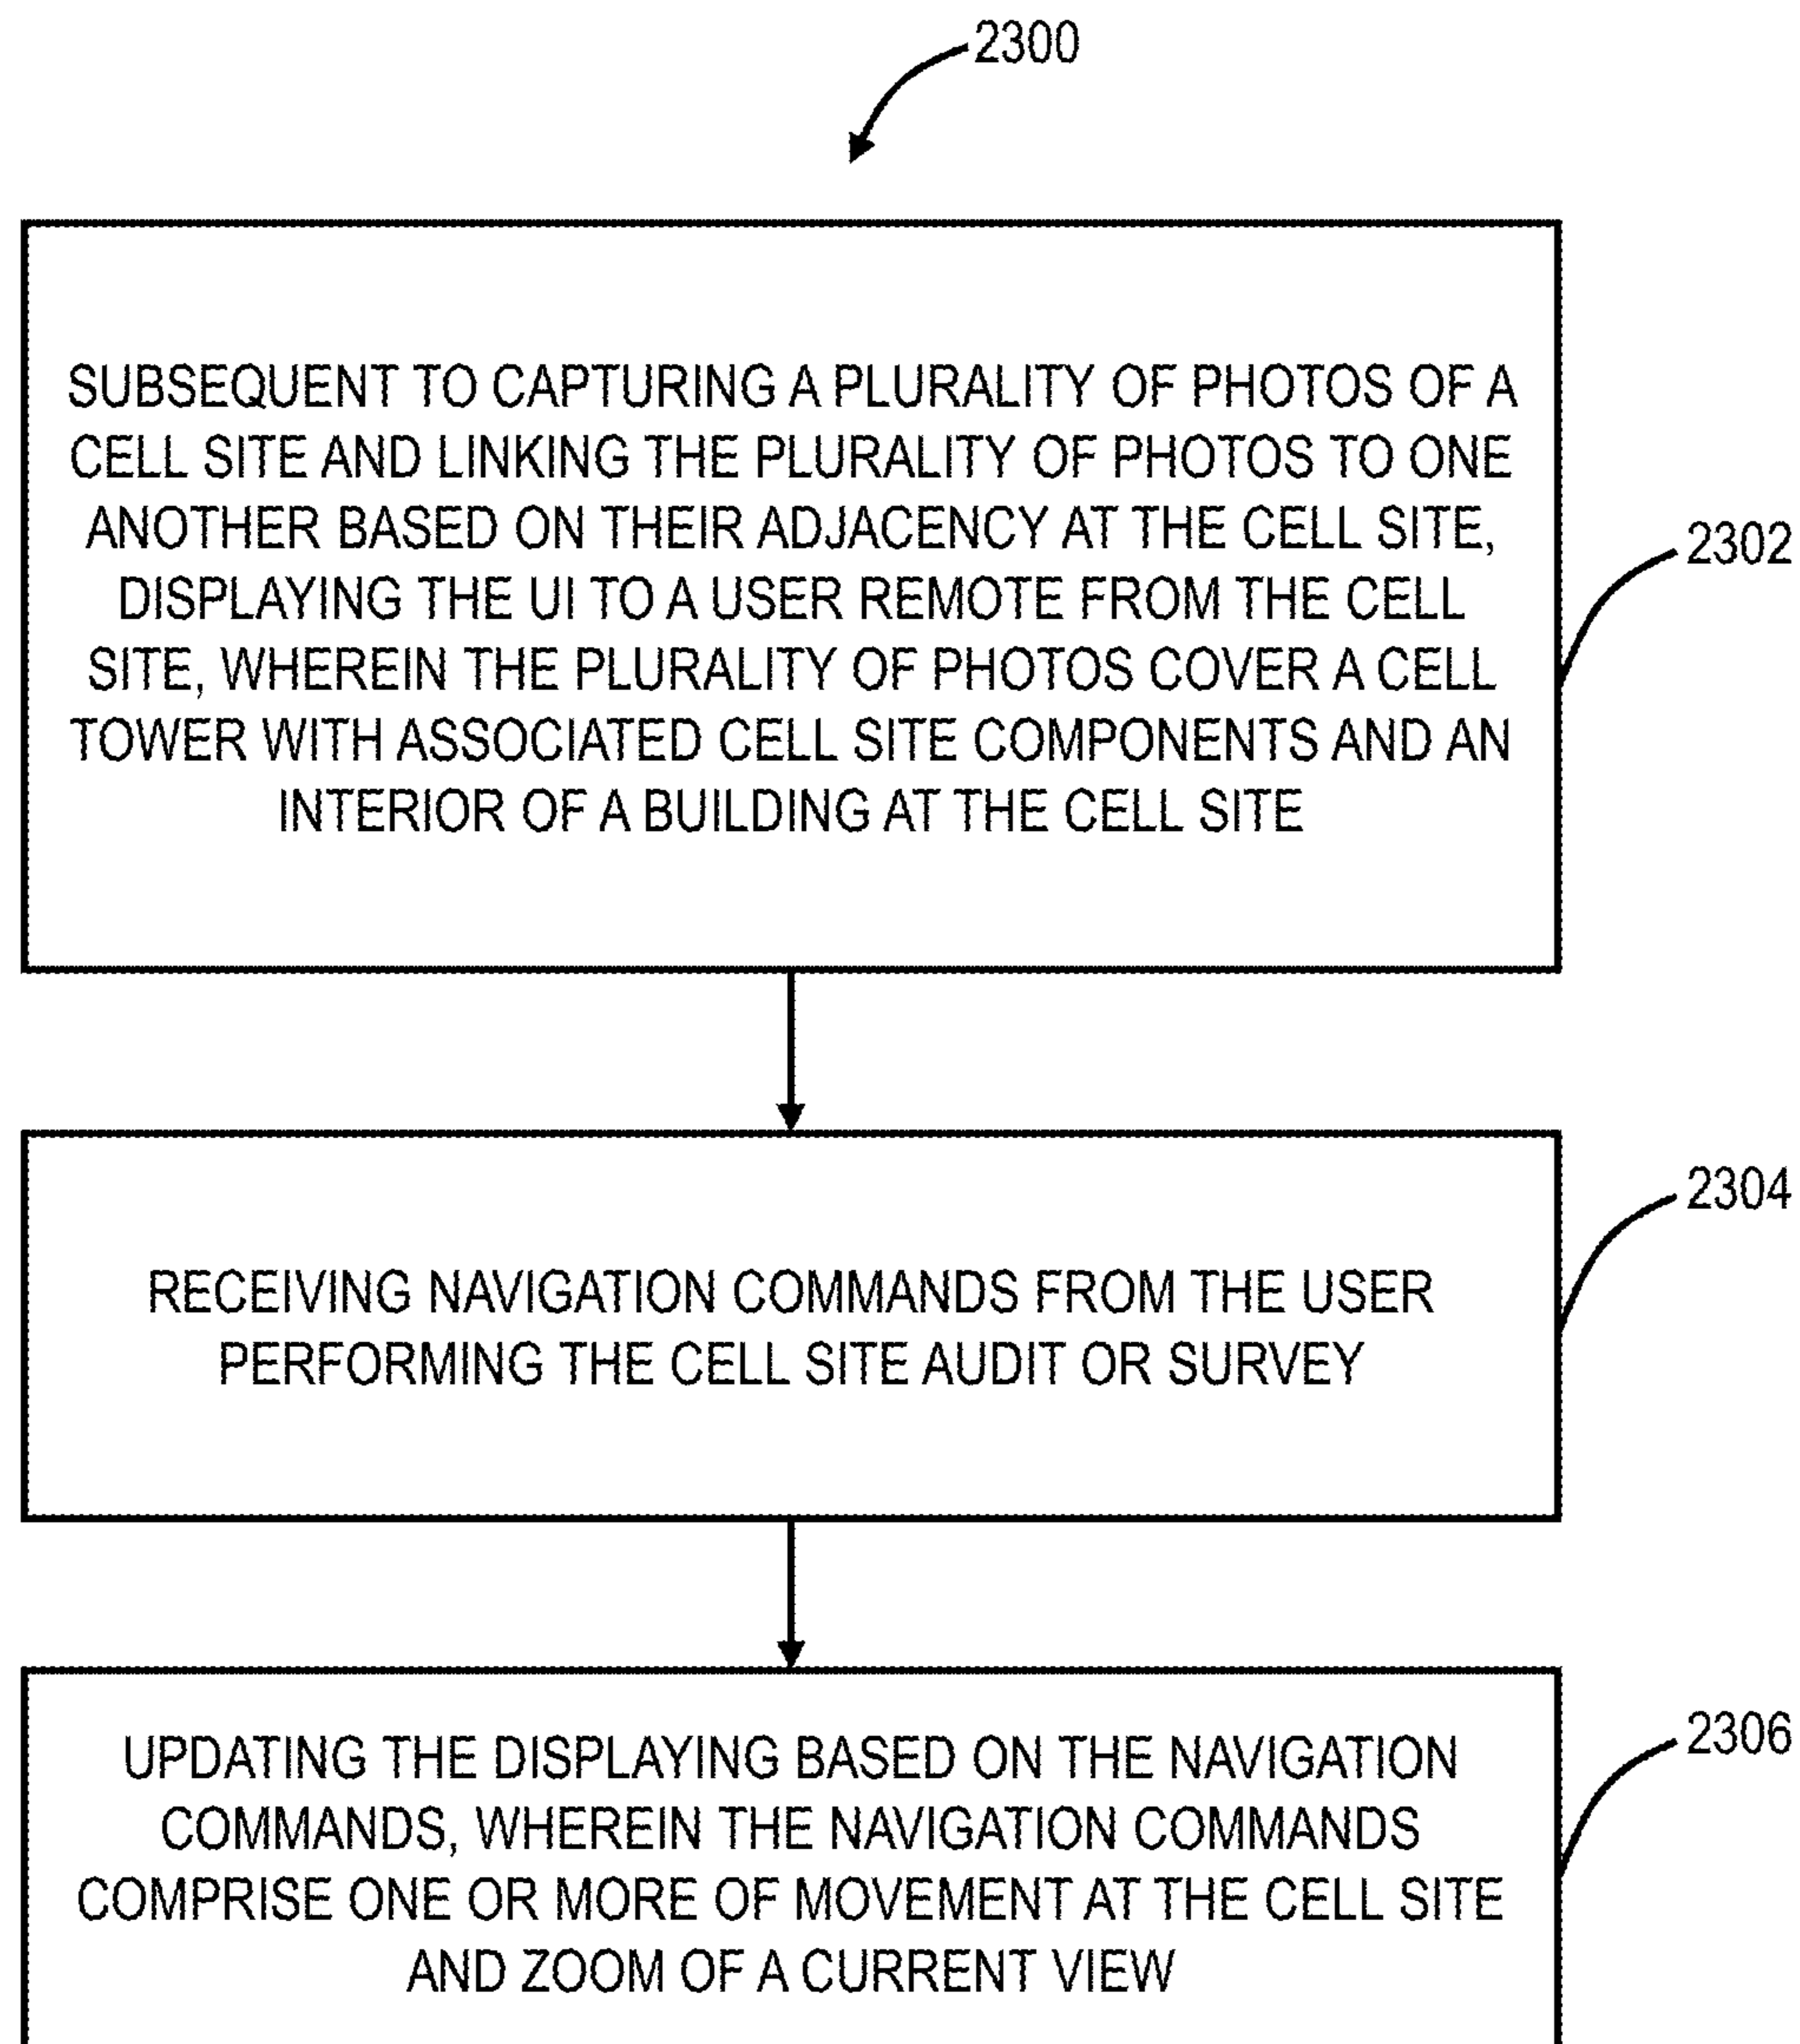 2300
SUBSEQUENT TO CAPTURING A PLURALITY OF PHOTOS OF A
CELL SITE AND LINKING THE PLURALITY OF PHOTOS TO ONE
ANOTHER BASED ON THEIR ADJACENCY AT THE CELL SITE,
DISPLAYING THE UI TO A USER REMOTE FROM THE CELL
SITE, WHEREIN THE PLURALITY OF PHOTOS COVER A CELL
TOWER WITH ASSOCIATED CELL SITE COMPONENTS AND AN
INTERIOR OF A BUILDING AT THE CELL SITE
2302
RECEIVING NAVIGATION COMMANDS FROM THE USER
PERFORMING THE CELL SITE AUDIT OR SURVEY
2304
UPDATING THE DISPLAYING BASED ON THE NAVIGATION
COMMANDS, WHEREIN THE NAVIGATION COMMANDS
COMPRISE ONE OR MORE OF MOVEMENT AT THE CELL SITE
AND ZOOM OF A CURRENT VIEW
2306